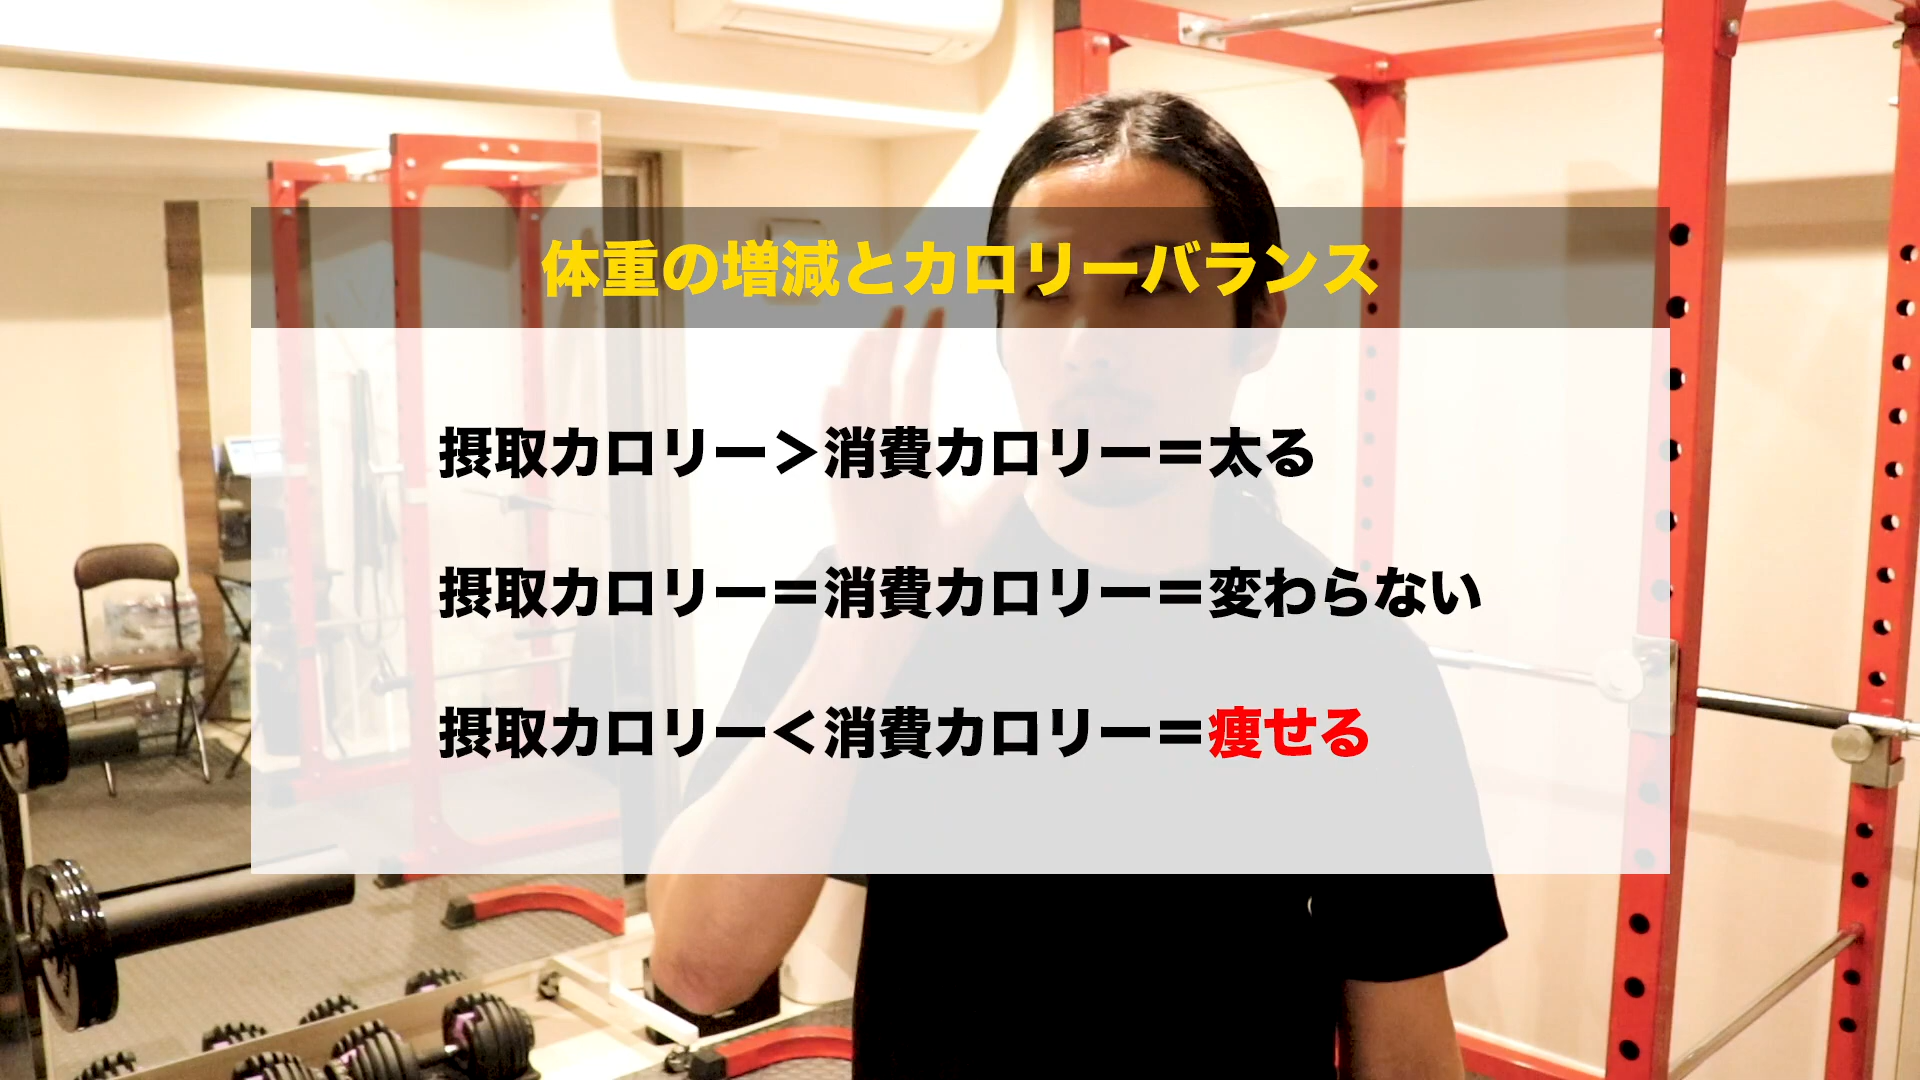 体重の増減とカロリーバランス
摂取カロリー＞消費カロリー＝太る
摂取カロリー＝消費カロリー＝変わらない
摂取カロリー＜消費カロリー＝痩せる